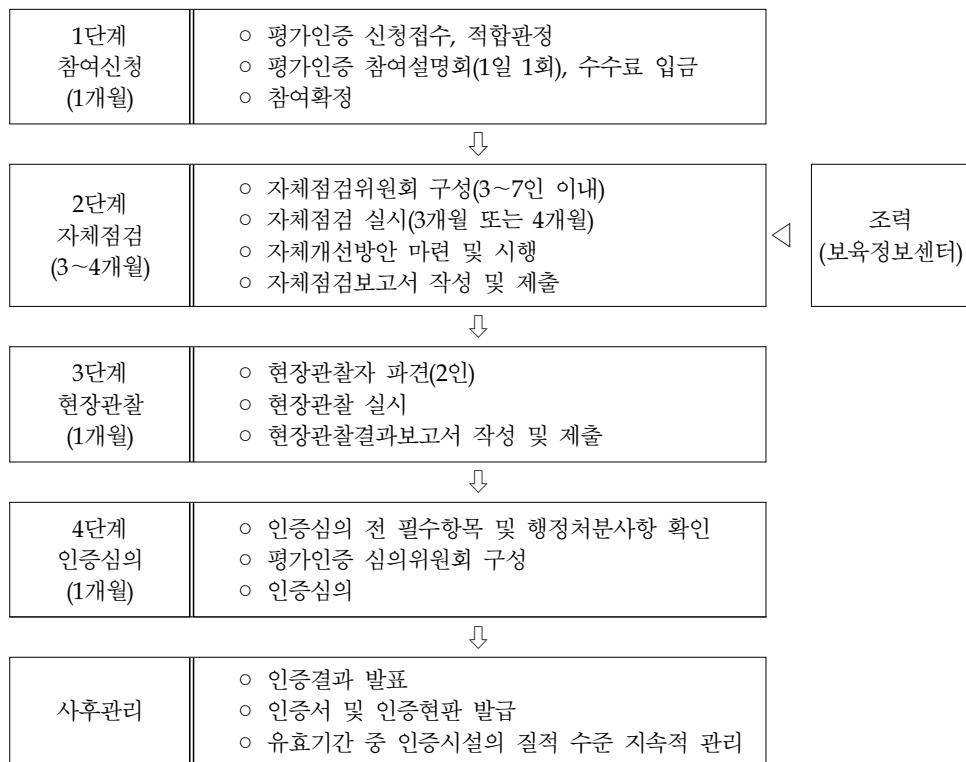 1단계
참여신청
(1개월)
○ 평가인증 신청접수, 적합판정
○ 평가인증 참여설명회(1일 1회), 수수료 입금
○ 참여확정
⇩
2단계
자체점검
(3~4개월)
○ 자체점검위원회 구성(3~7인 이내)
○ 자체점검 실시(3개월 또는 4개월)
○ 자체개선방안 마련 및 시행
○ 자체점검보고서 작성 및 제출
◁
조력
(보육정보센터)
⇩
3단계
현장관찰
(1개월)
○ 현장관찰자 파견(2인)
○ 현장관찰 실시
○ 현장관찰결과보고서 작성 및 제출
⇩
4단계
인증심의
(1개월)
○ 인증심의 전 필수항목 및 행정처분사항 확인
○ 평가인증 심의위원회 구성
○ 인증심의
⇩
사후관리
○ 인증결과 발표
○ 인증서 및 인증현판 발급
○ 유효기간 중 인증시설의 질적 수준 지속적 관리